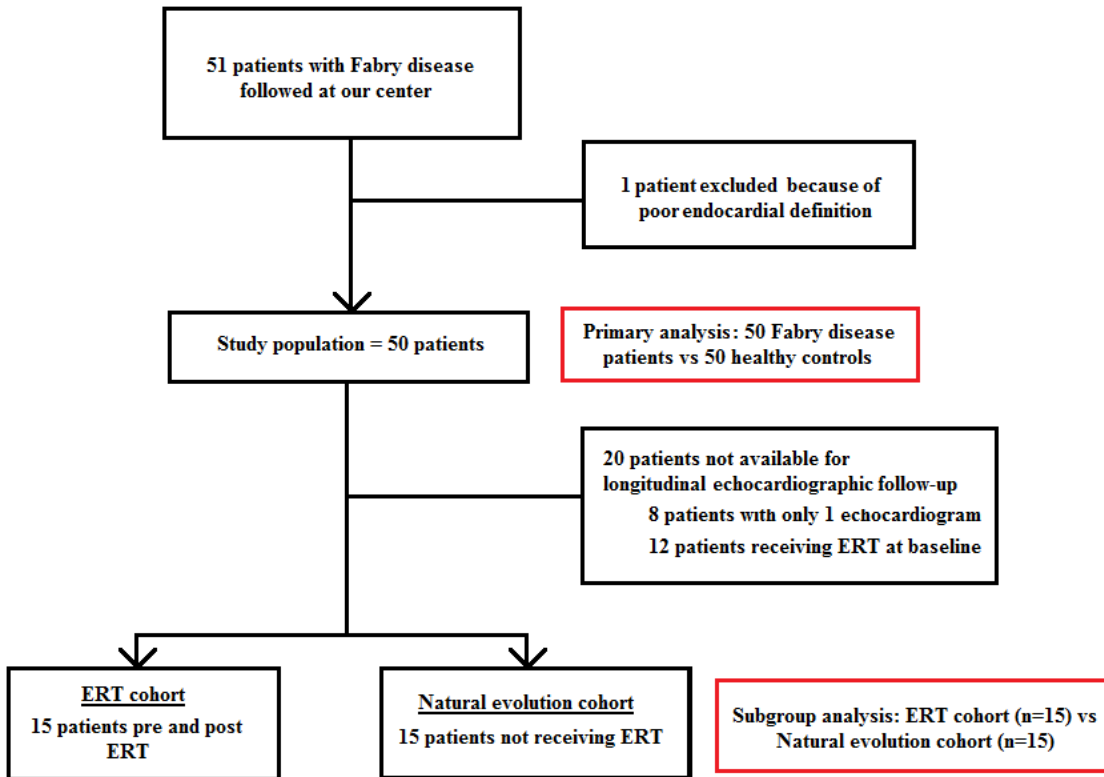 51 patients with Fabry disease
followed at our center
1 patient excluded because of
poor endocardial definition
Study population = 50 patients
Primary analysis: 50 Fabry disease
patients vs 50 healthy controls
20 patients not available for
longitudinal echocardiographic follow-up
8 patients with only 1 echocardiogram
12 patients receiving ERT at baseline
ERT cohort
15 patients pre and post
ERT
Natural evolution cohort
15 patients not receiving ERT
Subgroup analysis: ERT cohort (n=15) vs
Natural evolution cohort (n=15)